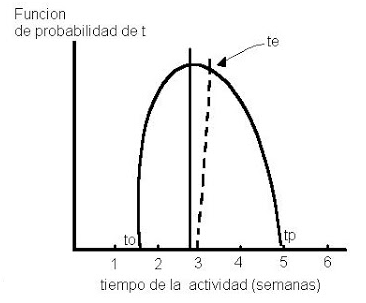 Funcion
de probabilidad de t
te
to
tp
1 2 3 4 5 6
tiempo de la actividad (semanas)